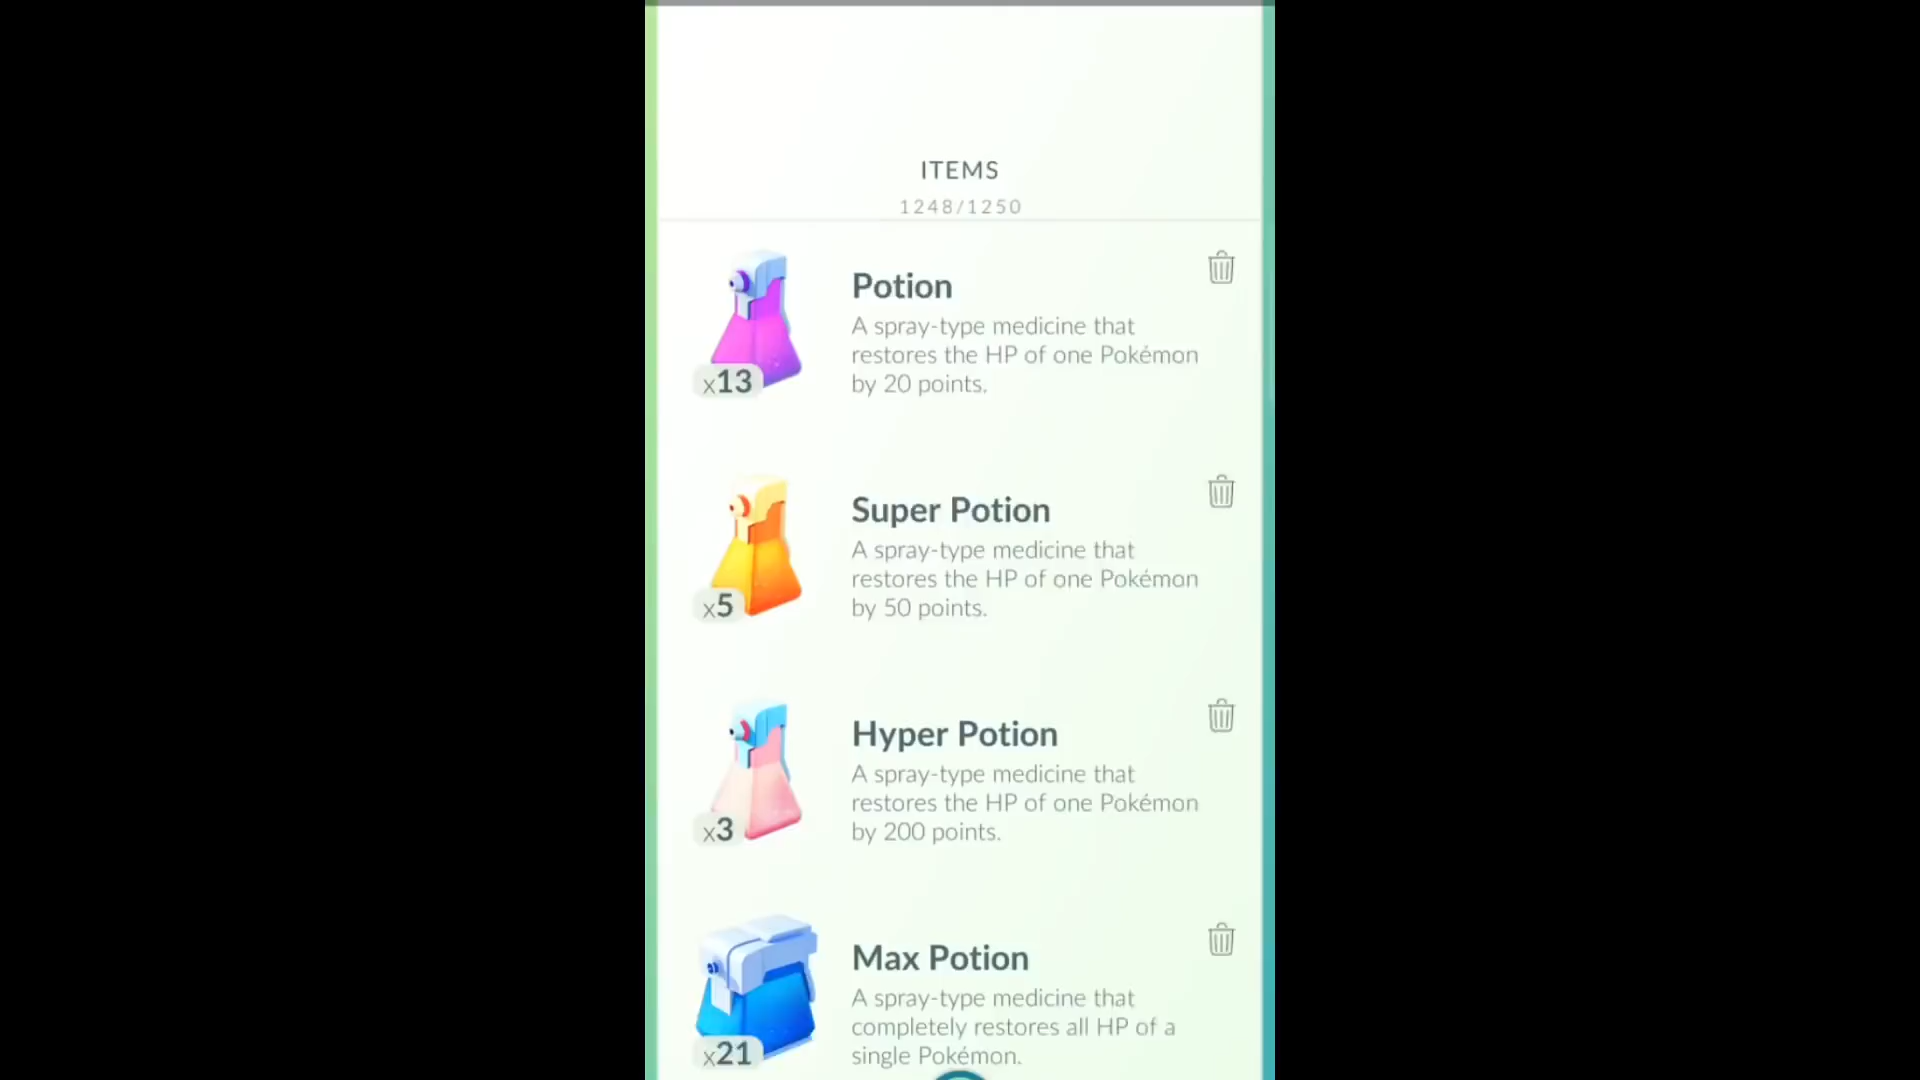 ITEMS
1248/1250
Potion
A spray-type medicine that
restores the HP of one Pokémon
by 20 points.
x13
Super Potion
A spray-type medicine that
restores the HP of one Pokémon
by 50 points.
x5
Hyper Potion
A spray-type medicine that
restores the HP of one Pokémon
by 200 points.
x3
Max Potion
A spray-type medicine that
completely restores all HP of a
single Pokémon.
x21